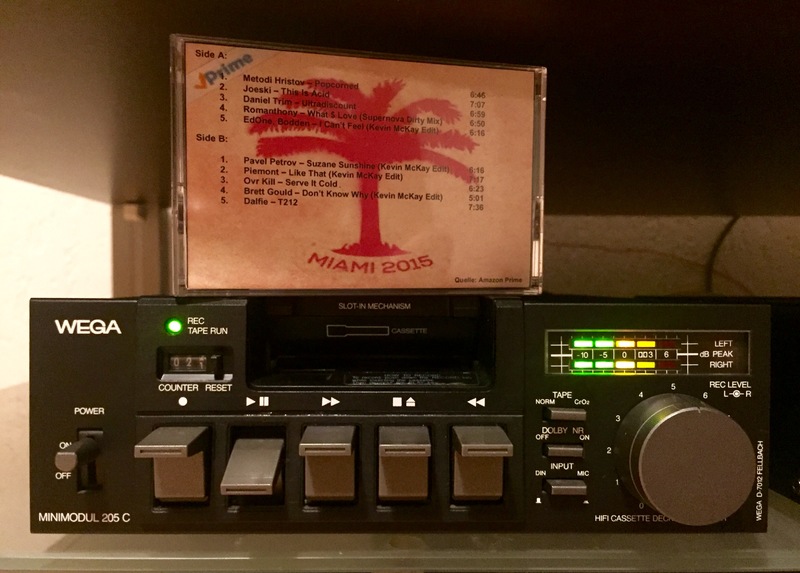 Side A:
Prime
1. Metodi Hristov – Popcorned 6:46
2. Joeski – This Is Acid 7:07
3. Daniel Trim – Ultradiscount 6:59
4. Romanthony – What $ Love (Supernova Dirty Mix) 6:50
5. EdOne, Bodden – I Can't Feel (Kevin McKay Edit) 6:16
Side B:
1. Pavel Petrov – Suzane Sunshine (Kevin McKay Edit) 6:16
2. Piemont – Like That (Kevin McKay Edit)
3. Ovr Kill – Serve It Cold 6:23
4. Brett Gould – Don't Know Why (Kevin McKay Edit) 5:01
5. Dalfie – T212 7:36
MIAMI 2015
Quelle: Amazon Prime
SLOT-IN MECHANISM
CASSETTE
WEGA
REC
TAPE RUN
COUNTER RESET
POWER
ON
OFF
MINIMODUL 205 C
LEFT
-10 -5 0 3 6 dB PEAK
RIGHT
REC LEVEL
L R
TAPE
NORM CrO2
DOLBY NR
OFF ON
INPUT
DIN MIC
0 1 2 3 4 5 6
HIFI CASSETTE
WEGA D-7012 FELLBACH